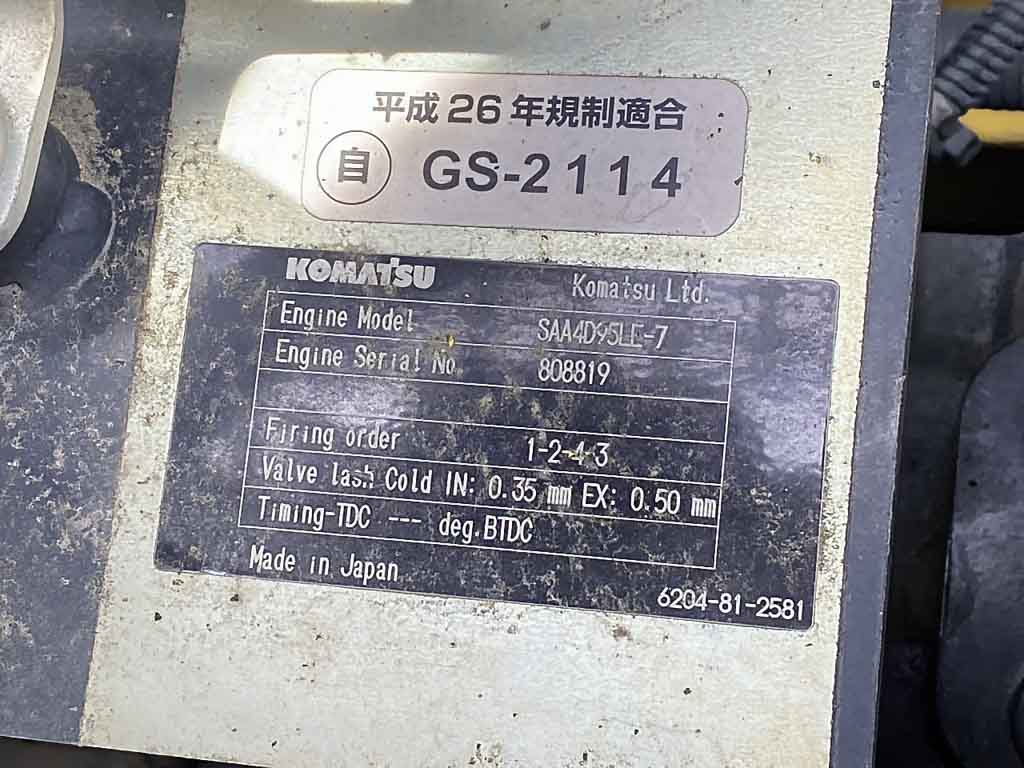 平成26年規制適合
自 GS-2114
KOMATSU Komatsu Ltd.
Engine Model SAA4D95LE-7
Engine Serial No 808819
Firing order 1-2-4-3
Valve lash Cold IN: 0.35 mm EX: 0.50 mm
Timing-TDC --- deg.BTDC
Made in Japan
6204-81-2581